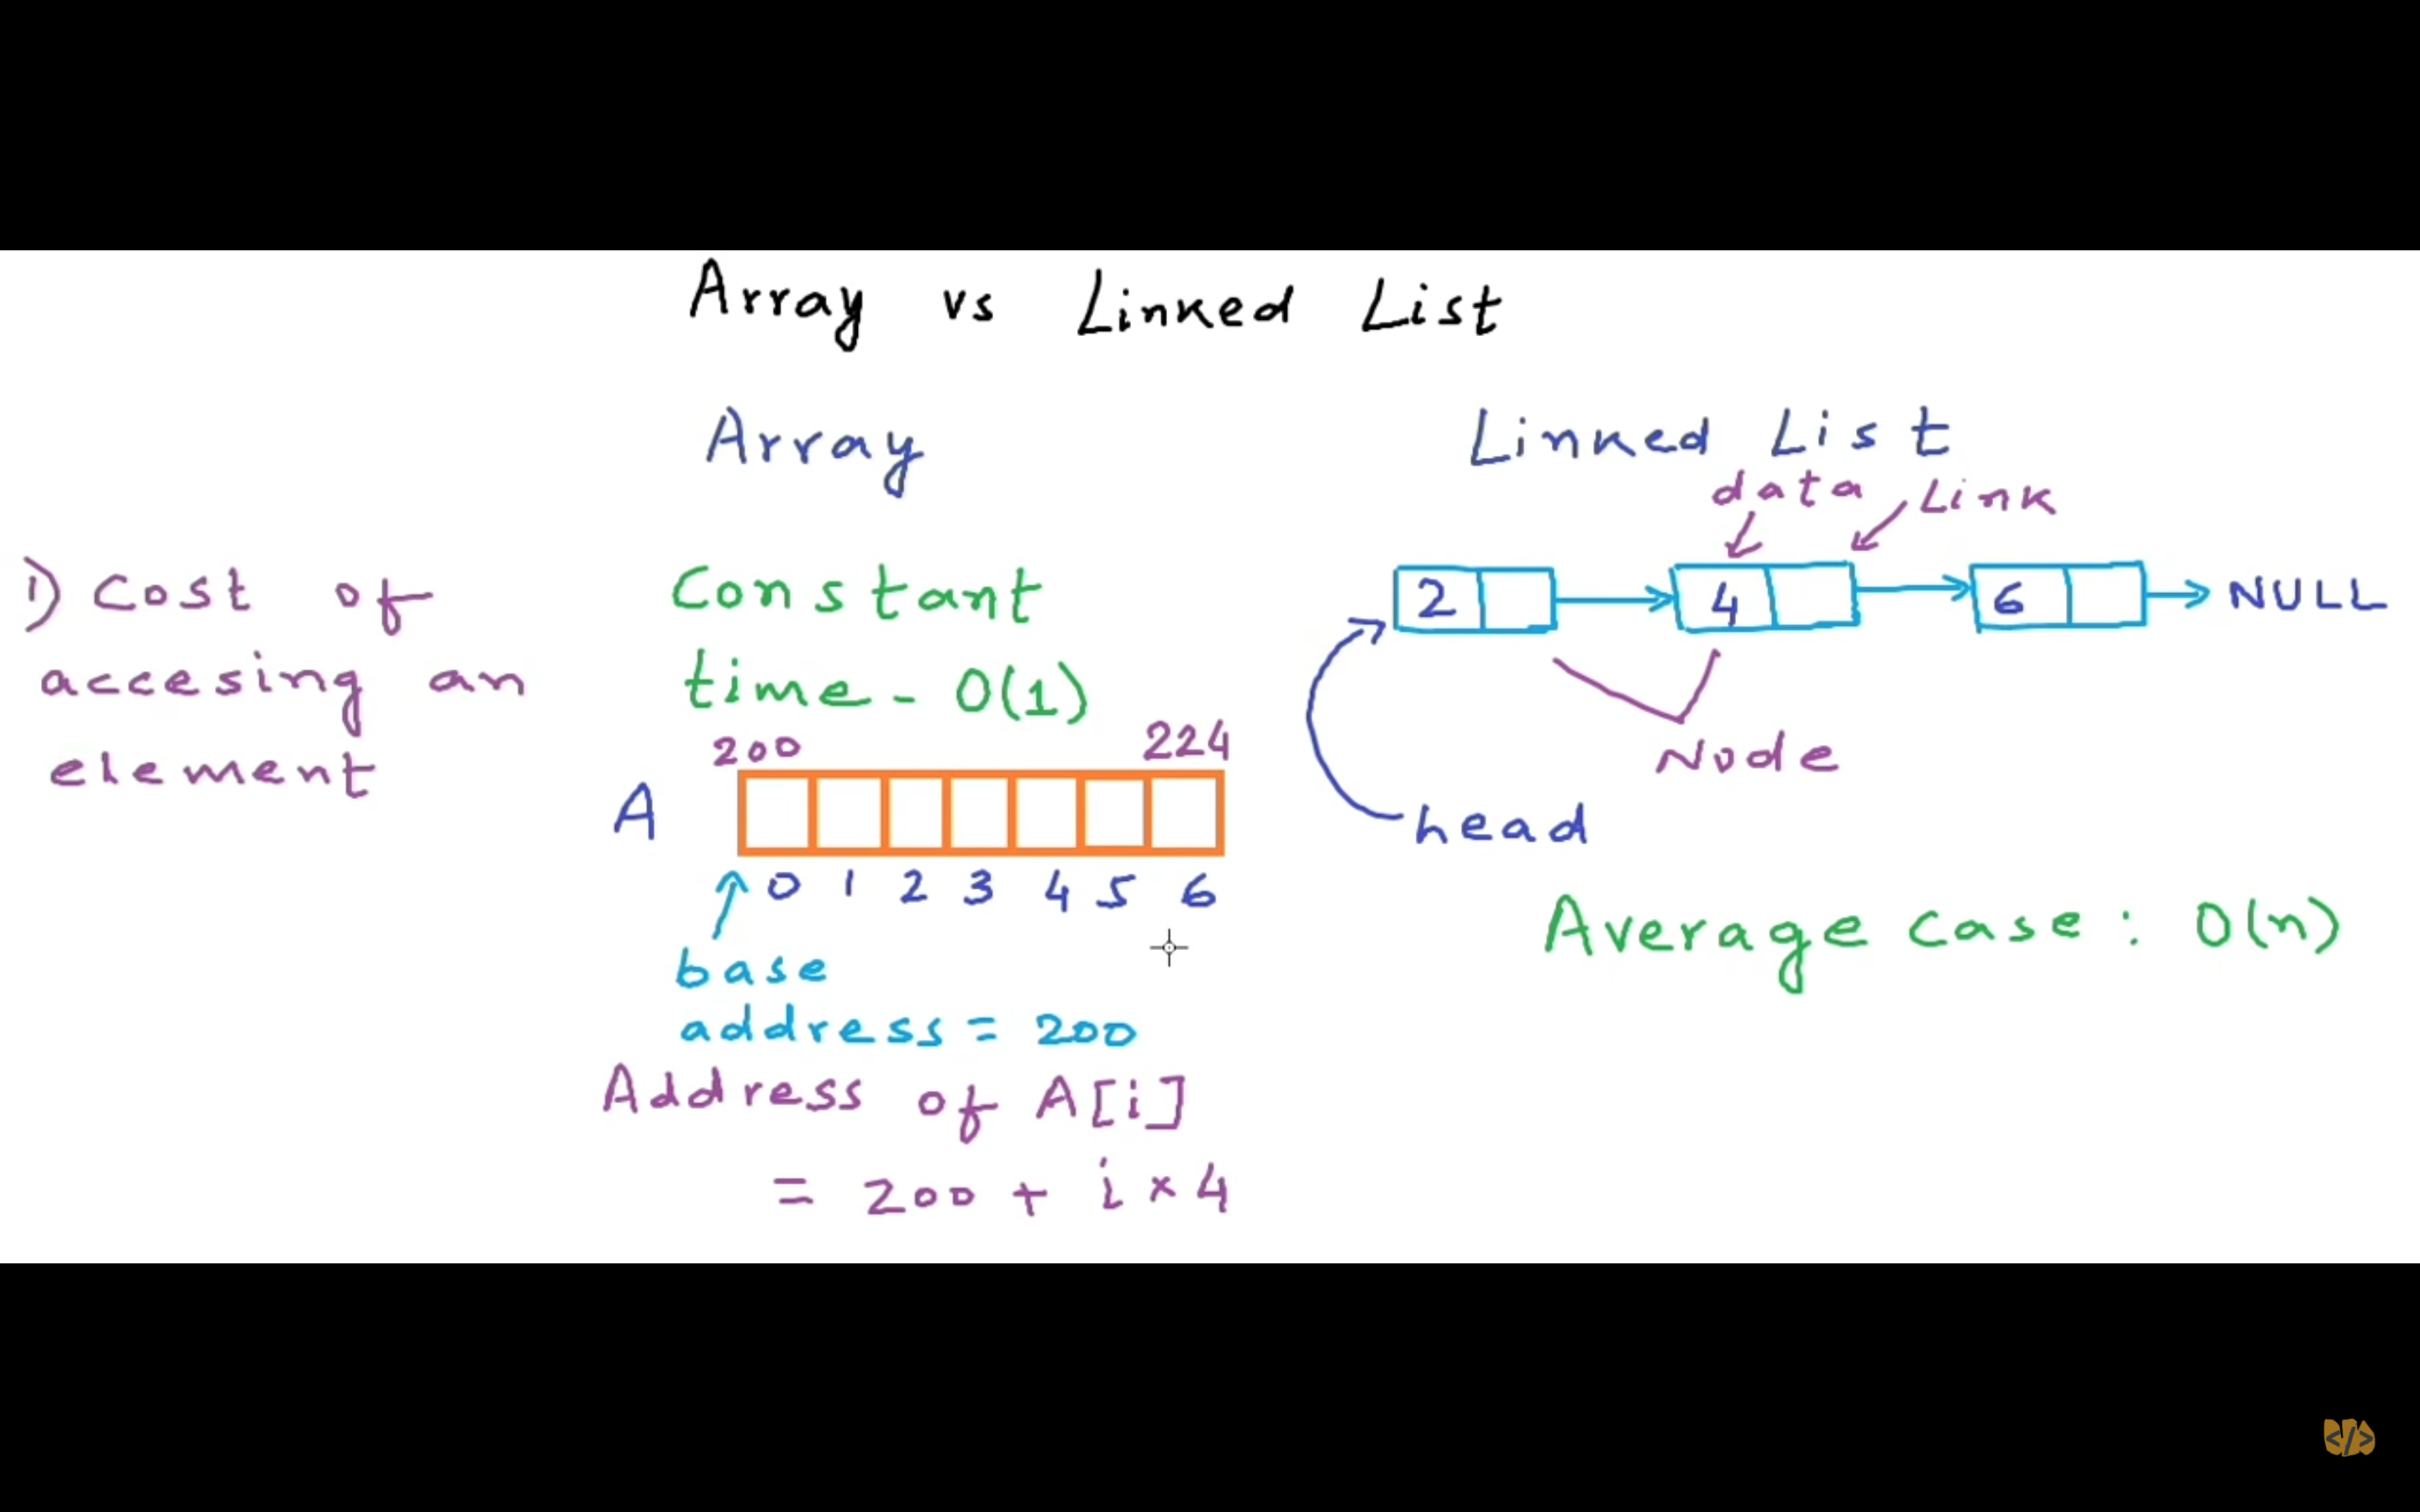 Array vs Linked List
Array
Linked List
data
Link
1) Cost of
accesing an
element
Constant
time - O(1)
200
224
A
0 1 2 3 4 5 6
base
address = 200
Address of A[i]
= 200 + i × 4
2
4
6
NULL
Node
head
Average case : O(n)
</>